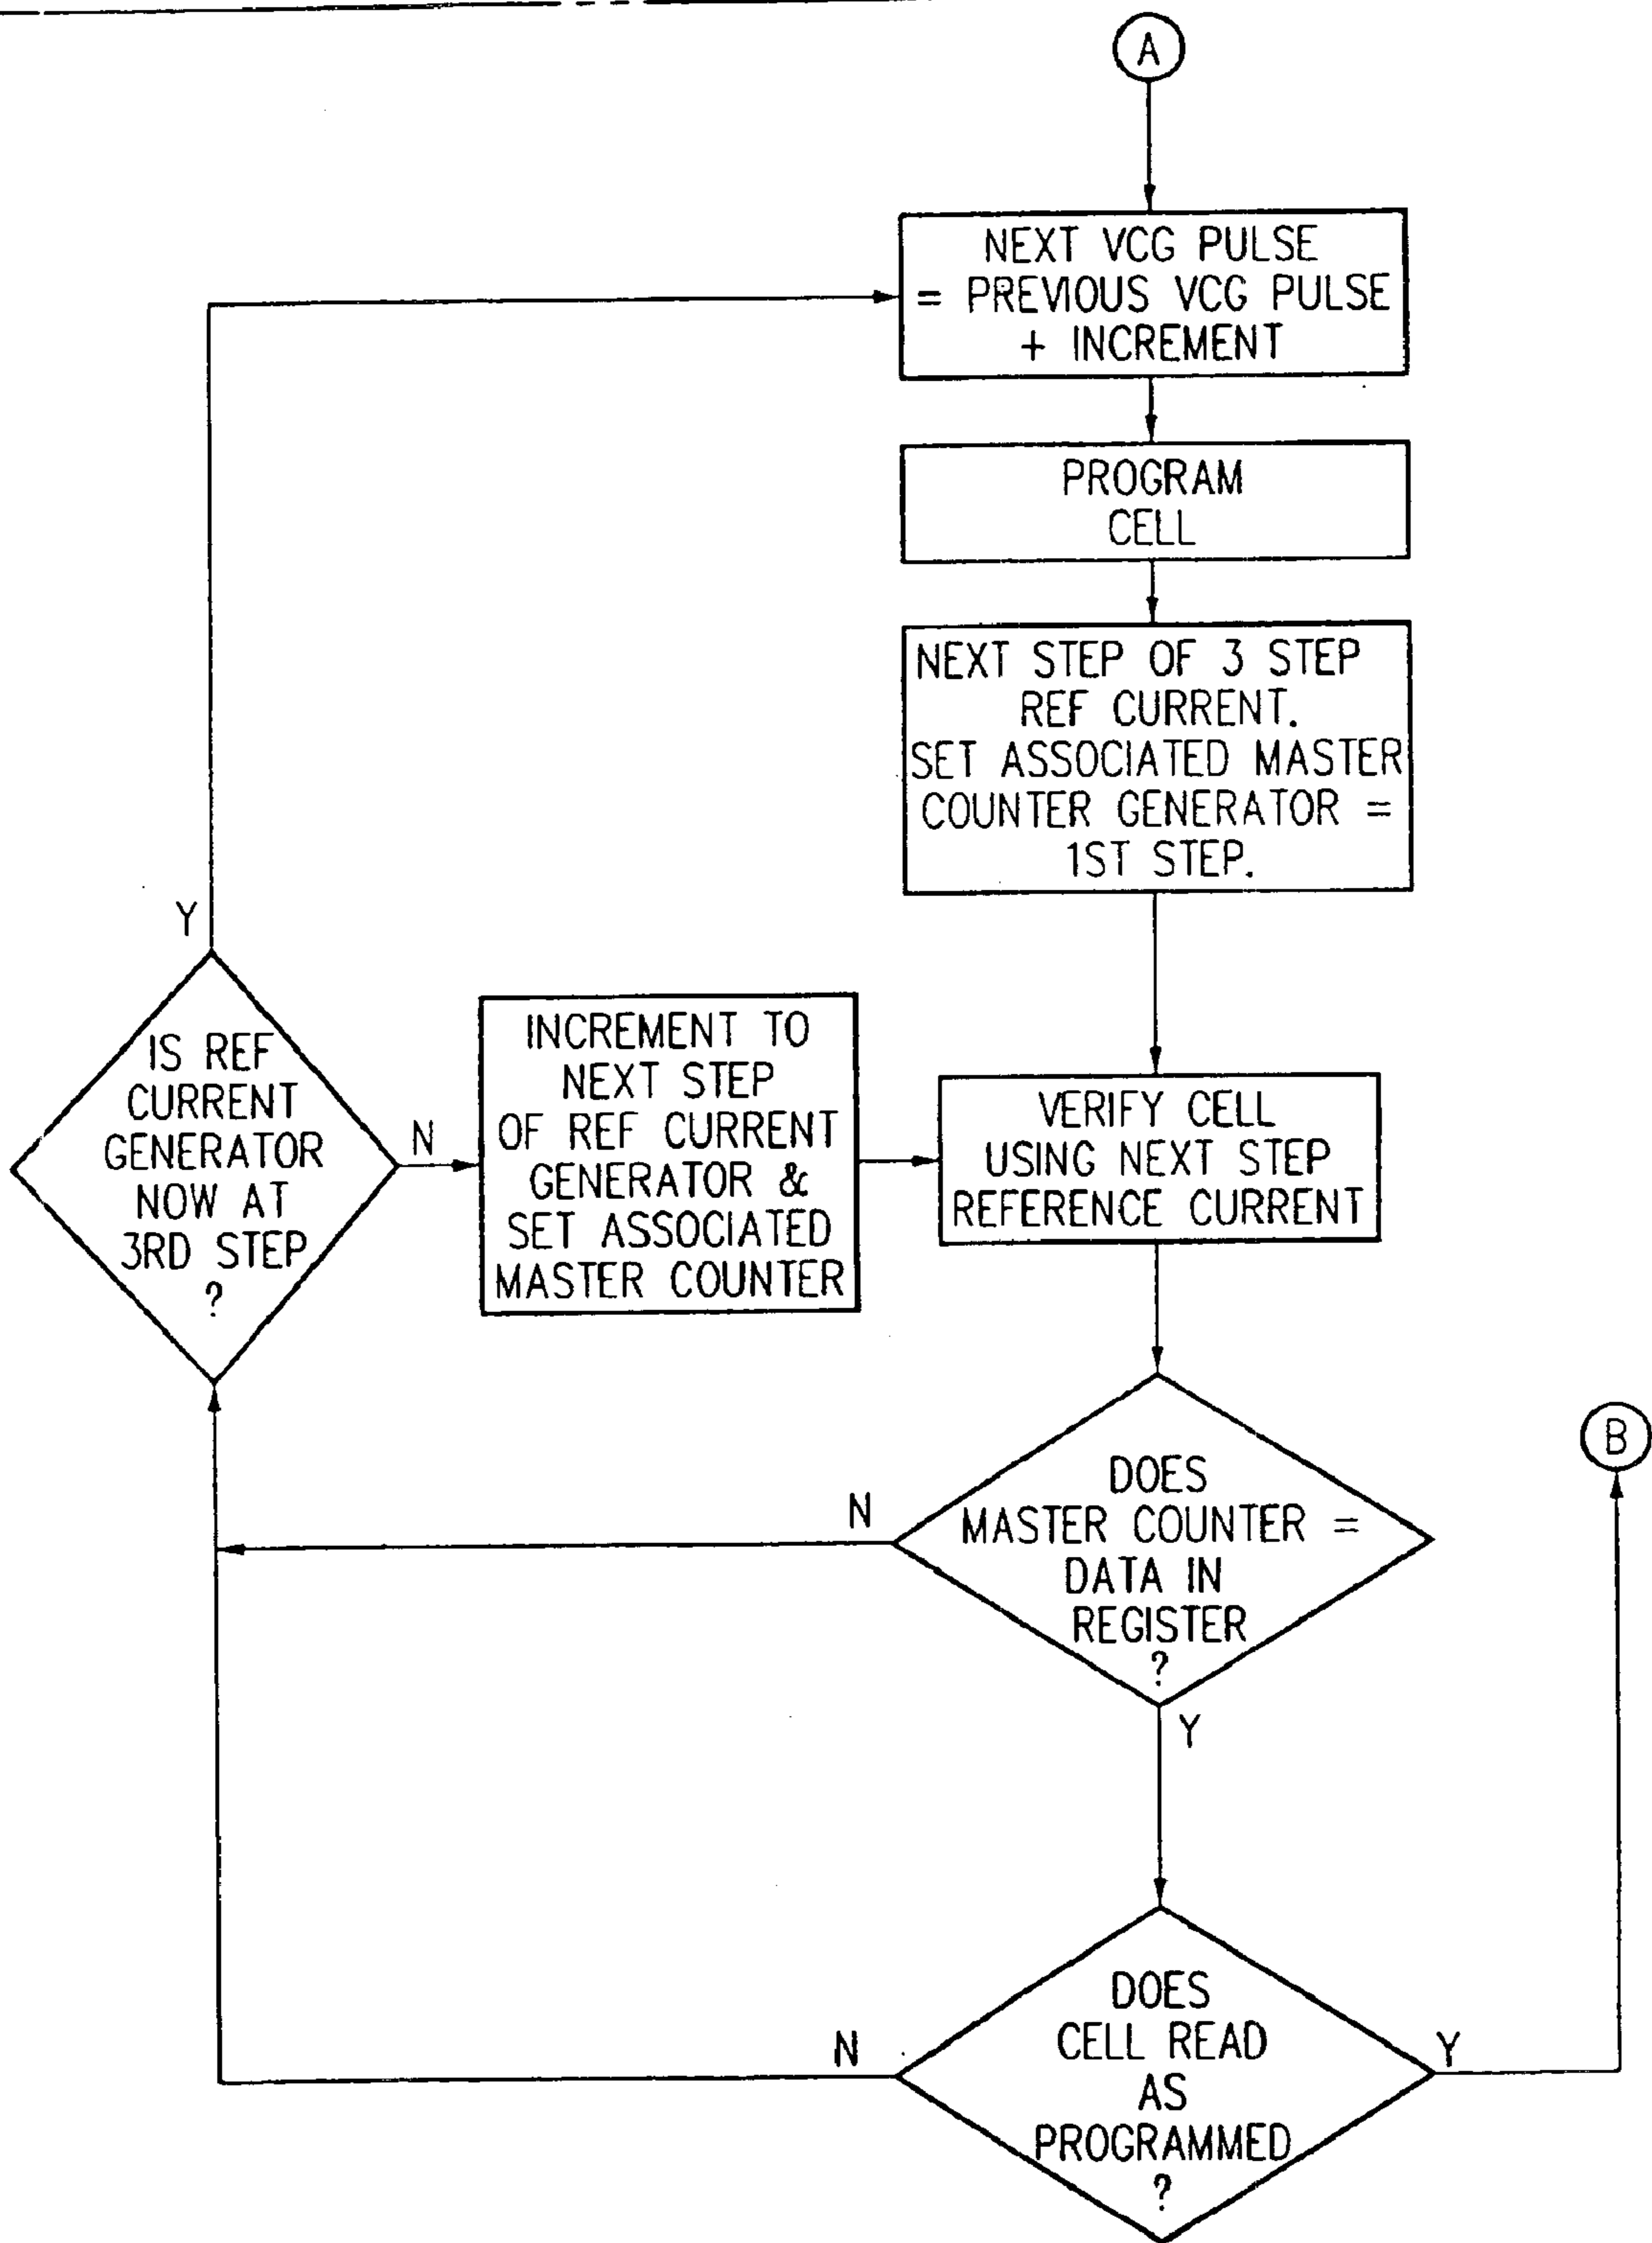 A
NEXT VCG PULSE
= PREVIOUS VCG PULSE
+ INCREMENT
PROGRAM
CELL
NEXT STEP OF 3 STEP
REF CURRENT.
SET ASSOCIATED MASTER
COUNTER GENERATOR =
1ST STEP.
Y
IS REF
CURRENT
GENERATOR
NOW AT
3RD STEP
?
N
INCREMENT TO
NEXT STEP
OF REF CURRENT
GENERATOR &
SET ASSOCIATED
MASTER COUNTER
VERIFY CELL
USING NEXT STEP
REFERENCE CURRENT
B
N
DOES
MASTER COUNTER =
DATA IN
REGISTER
?
Y
N
DOES
CELL READ
AS
PROGRAMMED
?
Y